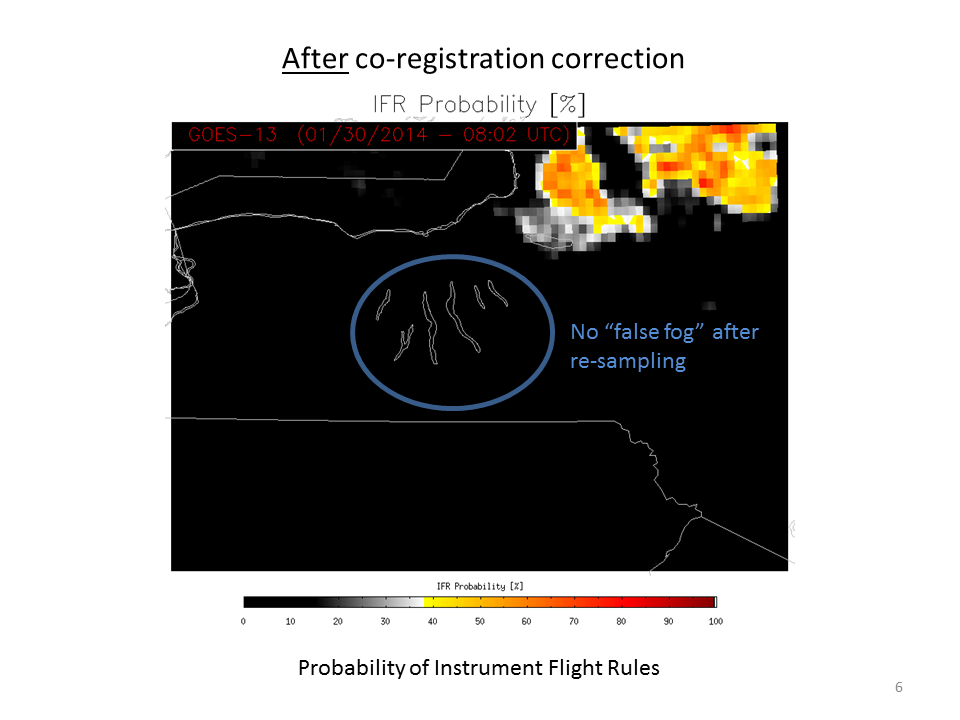 After co-registration correction
IFR Probability [%]
GOES-13 (01/30/2014 - 08:02 UTC)
No “false fog” after
re-sampling
IFR Probability [%]
0 10 20 30 40 50 60 70 80 90 100
Probability of Instrument Flight Rules
6